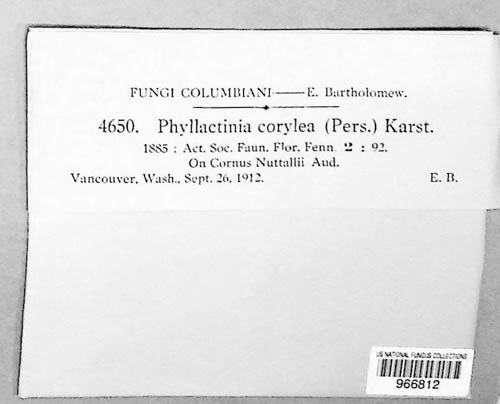 FUNGI COLUMBIANI — E. Bartholomew.
4650. Phyllactinia corylea (Pers.) Karst.
1885 : Act. Soc. Faun. Flor. Fenn. 2 : 92.
On Cornus Nuttallii Aud.
Vancouver, Wash., Sept. 26, 1912. E. B.
US NATIONAL FUNGUS COLLECTIONS
966812